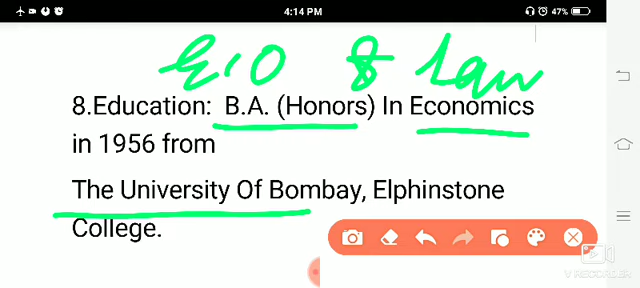 4:14 PM
47%
Eco & Law
8.Education: B.A. (Honors) In Economics
in 1956 from
The University Of Bombay, Elphinstone
College.
V RECORDER